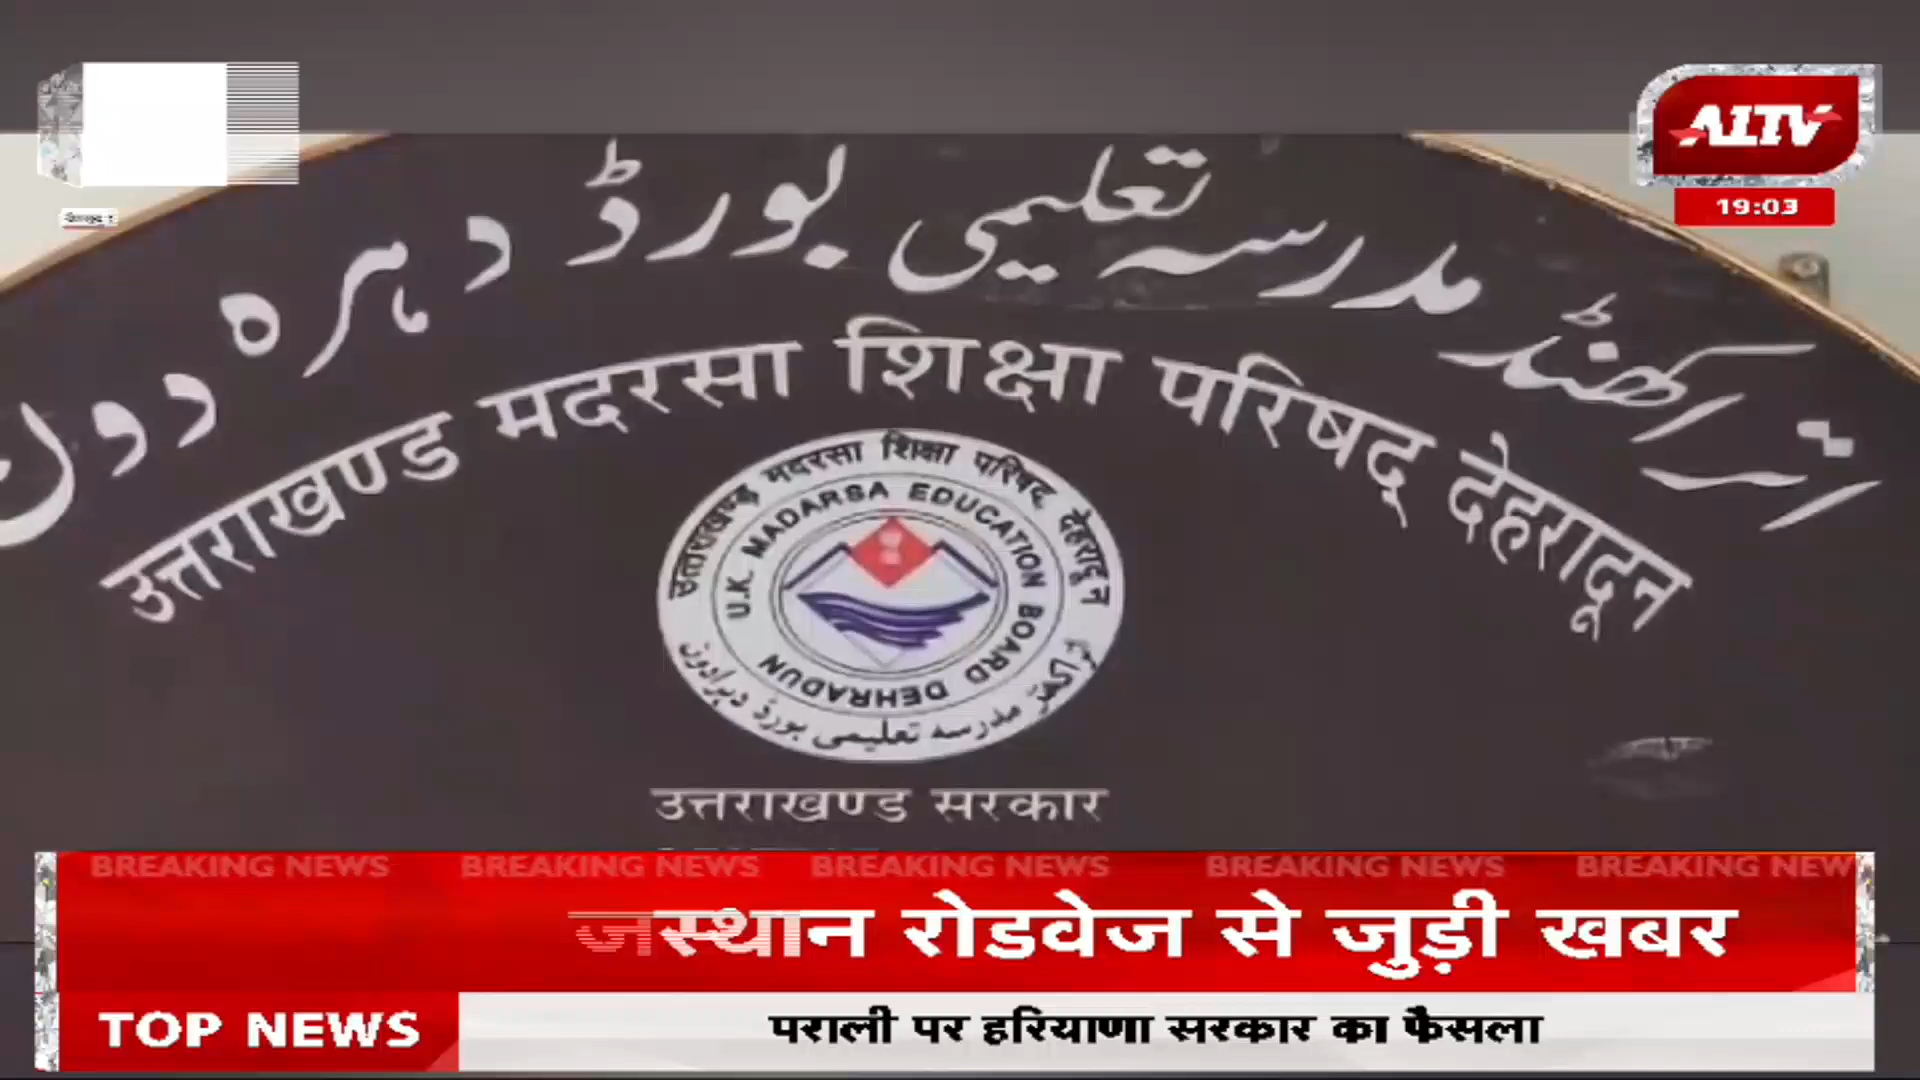 ALTV
19:03
اتراکھنڈ مدرسہ تعلیمی بورڈ دہرہ دون
उत्तराखण्ड मदरसा शिक्षा परिषद् देहरादून
उत्तराखण्ड मदरसा शिक्षा परिषद् देहरादून
U.K. MADARSA EDUCATION BOARD DEHRADUN
اتراکھنڈ مدرسہ تعلیمی بورڈ دہرادون
उत्तराखण्ड सरकार
BREAKING NEWS BREAKING NEWS BREAKING NEWS BREAKING NEWS BREAKING NEW
जस्थान रोडवेज से जुड़ी खबर
TOP NEWS
पराली पर हरियाणा सरकार का फैसला